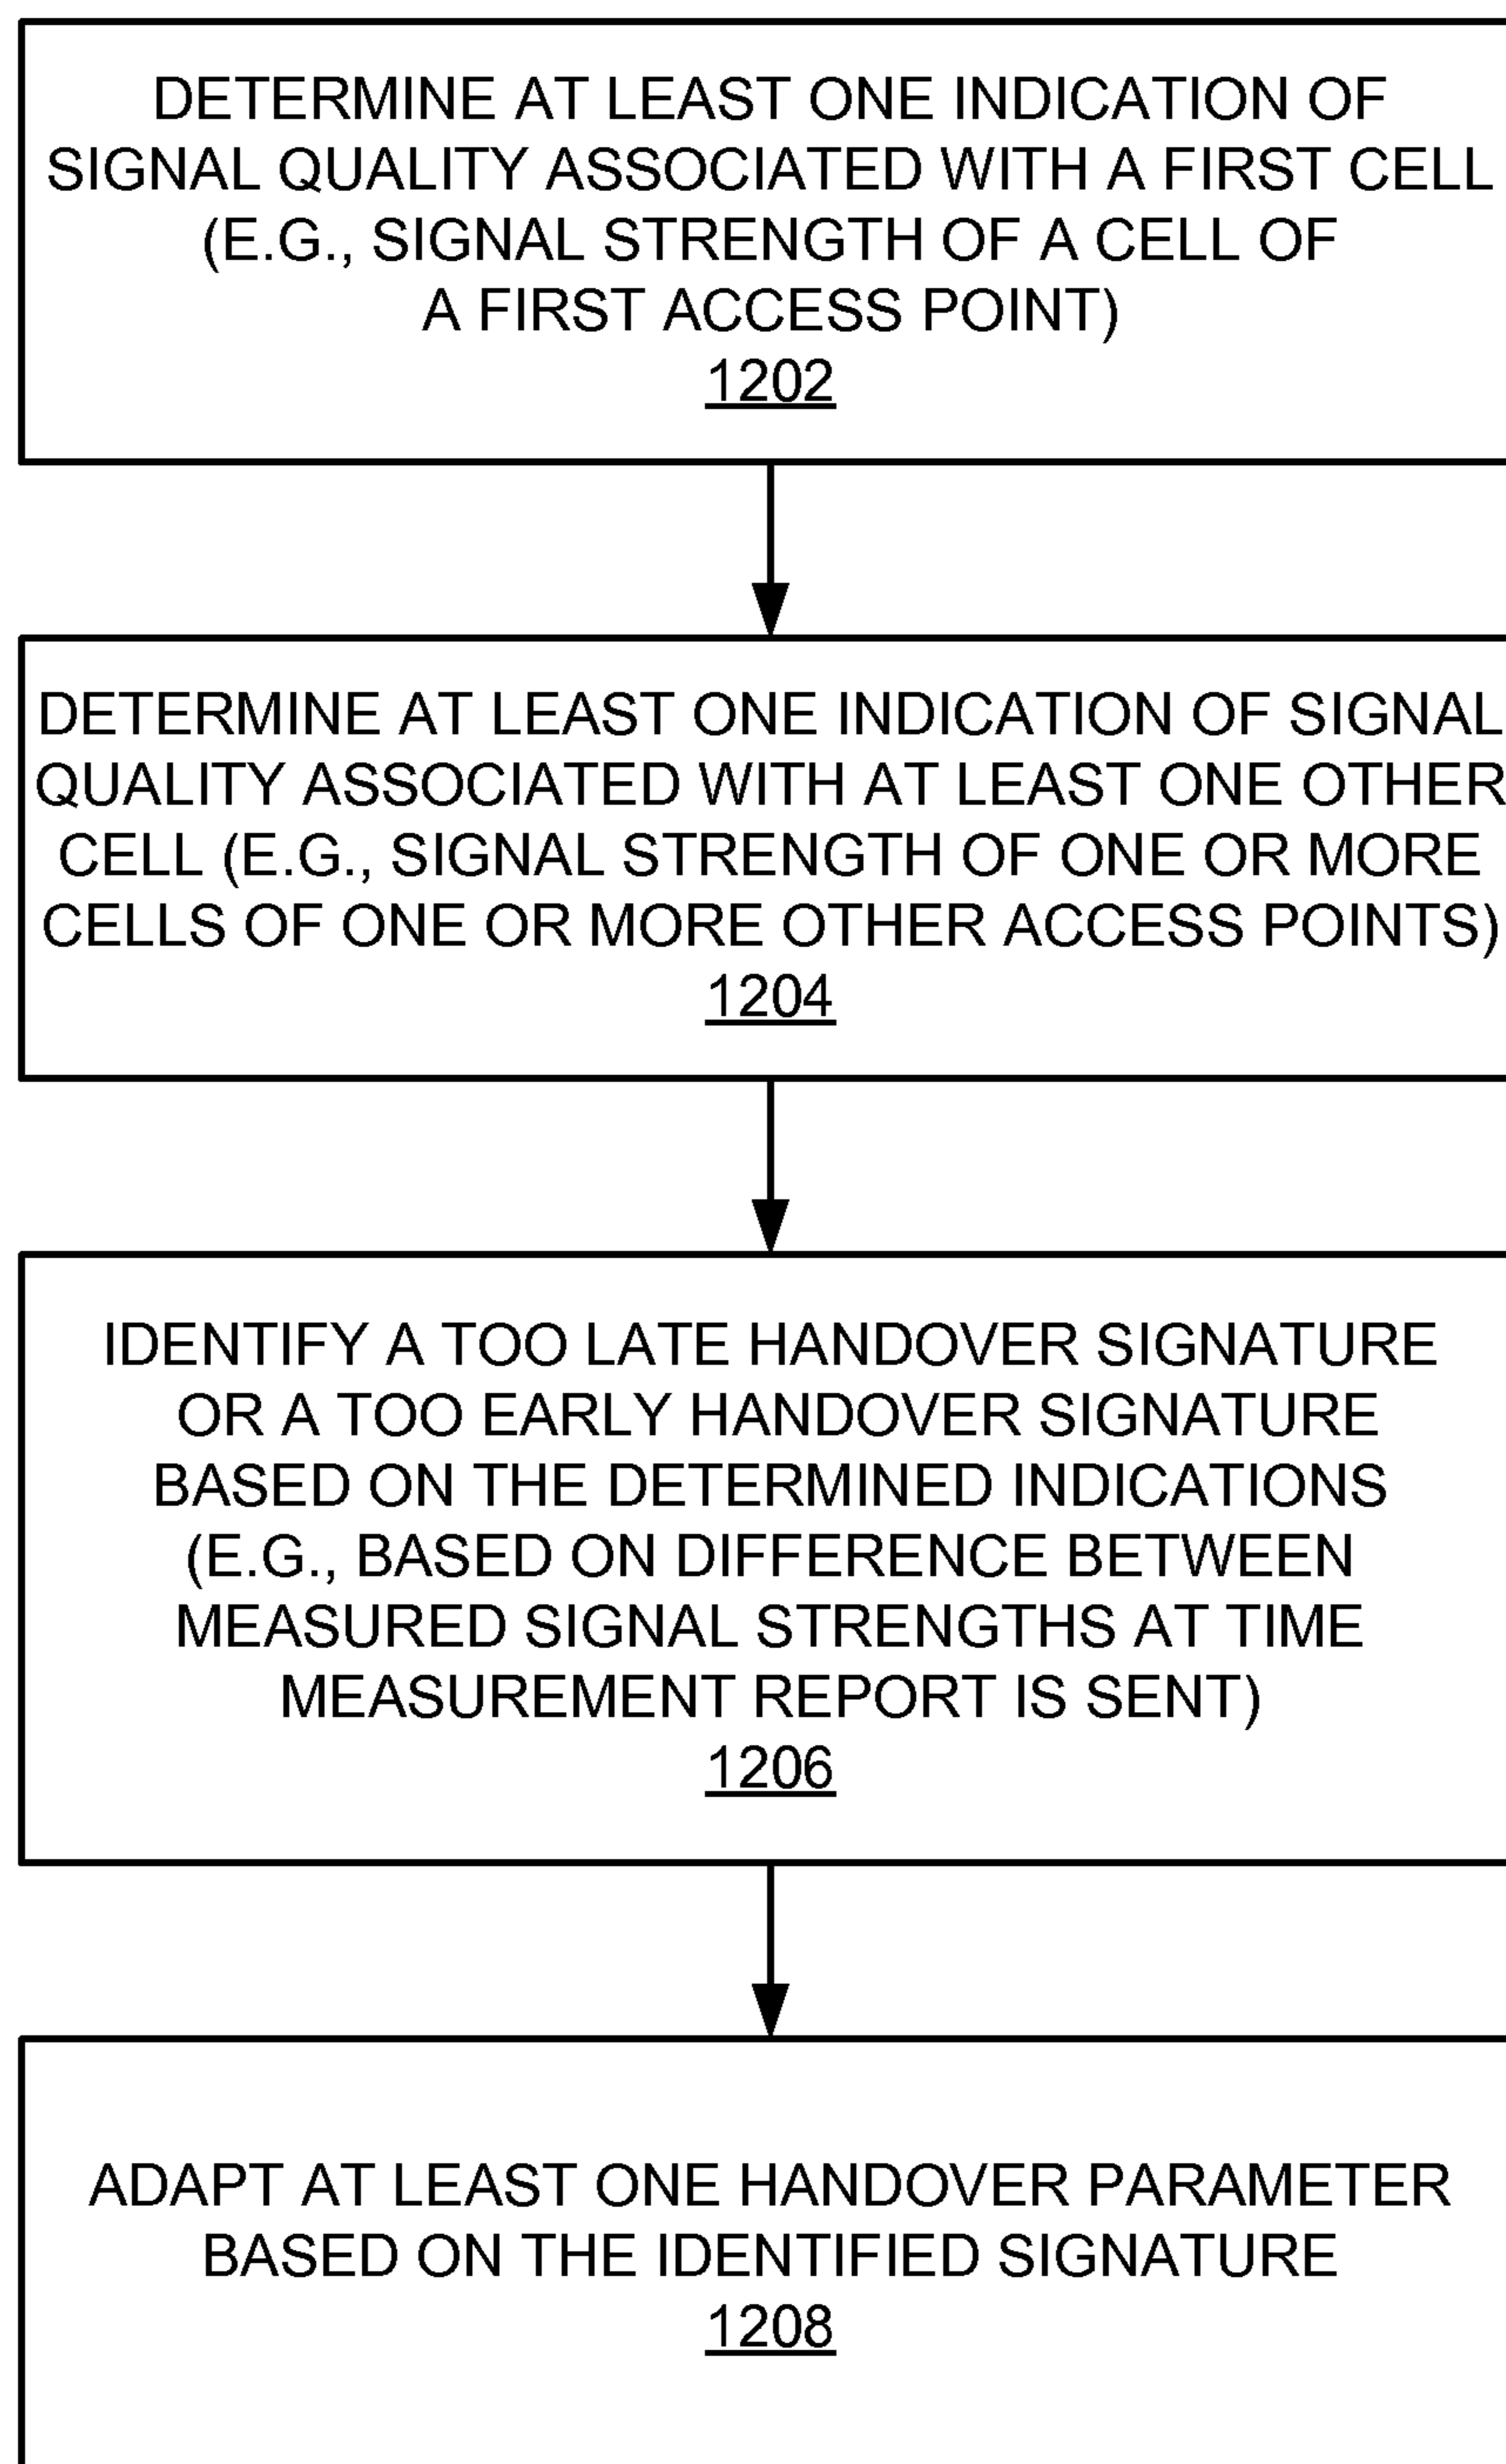 DETERMINE AT LEAST ONE INDICATION OF
SIGNAL QUALITY ASSOCIATED WITH A FIRST CELL
(E.G., SIGNAL STRENGTH OF A CELL OF
A FIRST ACCESS POINT)
1202
DETERMINE AT LEAST ONE INDICATION OF SIGNAL
QUALITY ASSOCIATED WITH AT LEAST ONE OTHER
CELL (E.G., SIGNAL STRENGTH OF ONE OR MORE
CELLS OF ONE OR MORE OTHER ACCESS POINTS)
1204
IDENTIFY A TOO LATE HANDOVER SIGNATURE
OR A TOO EARLY HANDOVER SIGNATURE
BASED ON THE DETERMINED INDICATIONS
(E.G., BASED ON DIFFERENCE BETWEEN
MEASURED SIGNAL STRENGTHS AT TIME
MEASUREMENT REPORT IS SENT)
1206
ADAPT AT LEAST ONE HANDOVER PARAMETER
BASED ON THE IDENTIFIED SIGNATURE
1208